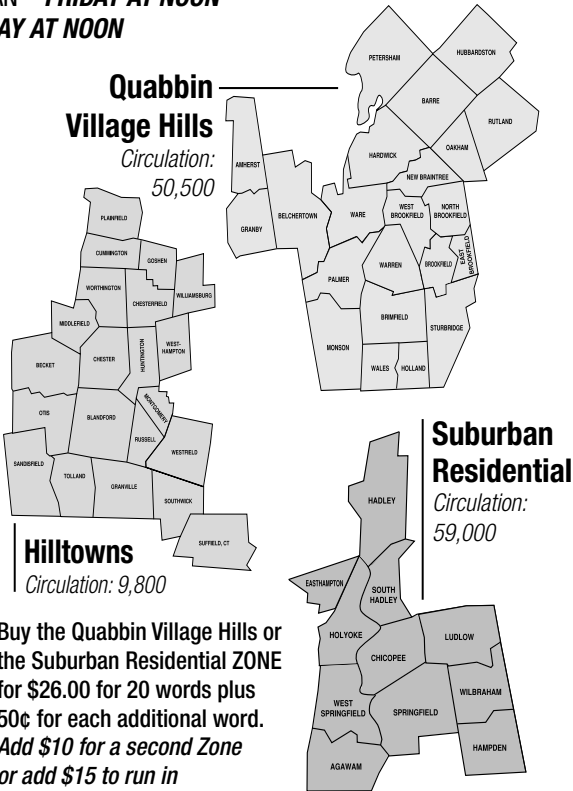 FRIDAY AT NOON
AY AT NOON
Quabbin
Village Hills
Circulation:
50,500
PETERSHAM
HUBBARDSTON
BARRE
RUTLAND
OAKHAM
HARDWICK
NEW BRAINTREE
AMHERST
GRANBY
BELCHERTOWN
WARE
WEST
BROOKFIELD
NORTH
BROOKFIELD
EAST
BROOKFIELD
BROOKFIELD
WARREN
PALMER
BRIMFIELD
STURBRIDGE
MONSON
WALES
HOLLAND
PLAINFIELD
CUMMINGTON
GOSHEN
WORTHINGTON
CHESTERFIELD
WILLIAMSBURG
MIDDLEFIELD
WEST-
HAMPTON
HUNTINGTON
CHESTER
BECKET
MONTGOMERY
OTIS
BLANDFORD
RUSSELL
WESTFIELD
SANDISFIELD
TOLLAND
GRANVILLE
SOUTHWICK
SUFFIELD, CT
Hilltowns
Circulation: 9,800
Suburban
Residential
Circulation:
59,000
HADLEY
EASTHAMPTON
SOUTH
HADLEY
HOLYOKE
CHICOPEE
LUDLOW
WEST
SPRINGFIELD
SPRINGFIELD
WILBRAHAM
AGAWAM
HAMPDEN
Buy the Quabbin Village Hills or
the Suburban Residential ZONE
for $26.00 for 20 words plus
50¢ for each additional word.
Add $10 for a second Zone
or add $15 to run in